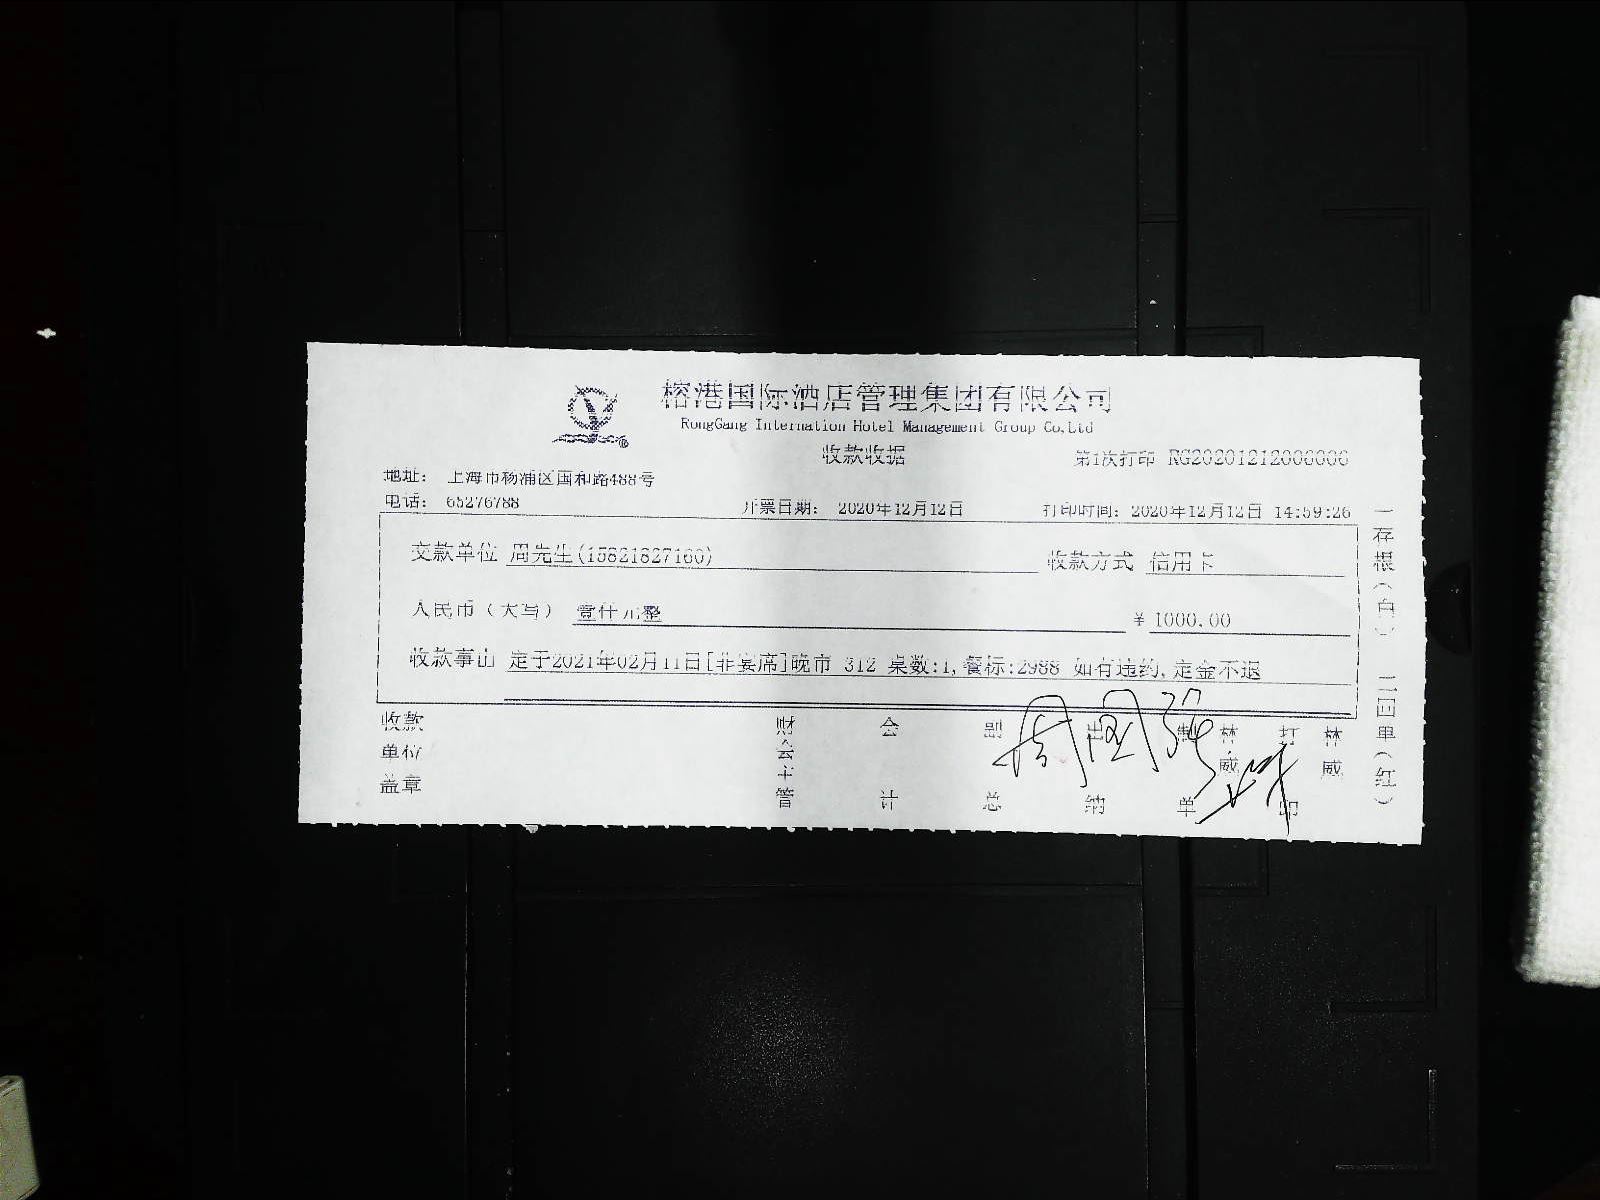 榕港国际酒店管理集团有限公司
RongGang Internation Hotel Management Group Co,Ltd
收款收据
第1次打印 RG20201212000006
地址： 上海市杨浦区国和路488号
电话： 65276788
开票日期： 2020年12月12日
打印时间：2020年12月12日 14:59:26
交款单位 周先生(15821827160)
收款方式 信用卡
人民币（大写） 壹仟元整
¥ 1000.00
收款事由 定于2021年02月11日[非宴席]晚市 312 桌数:1,餐标:2988 如有违约,定金不退
收款单位盖章
财会主管
会计
副总
出纳
制单
林威
打印
林威
周国强
一存根（白）
二回单（红）